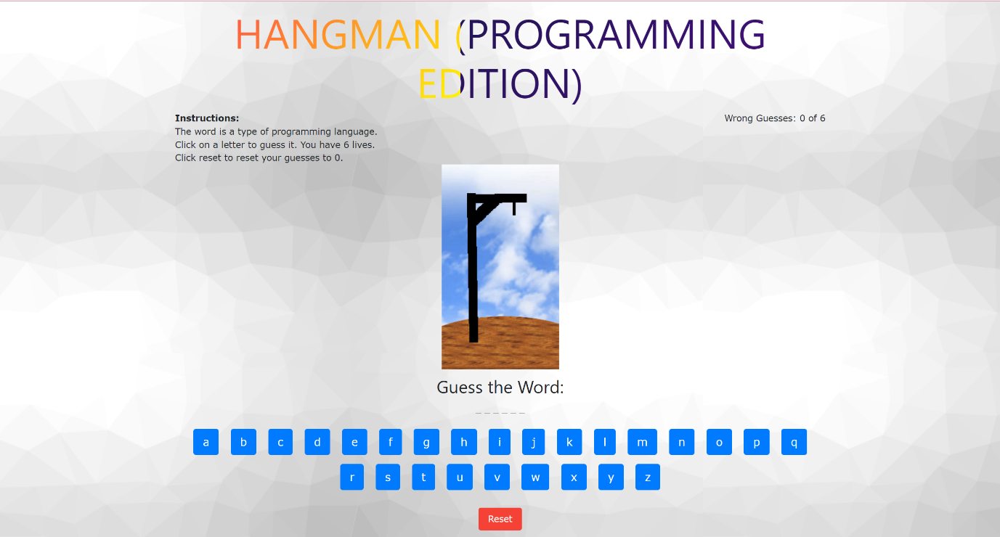 HANGMAN (PROGRAMMING
EDITION)
Instructions:
Wrong Guesses: 0 of 6
The word is a type of programming language.
Click on a letter to guess it. You have 6 lives.
Click reset to reset your guesses to 0.
Guess the Word:
_ _ _ _ _ _
a b c d e f g h i j k l m n o p q
r s t u v w x y z
Reset